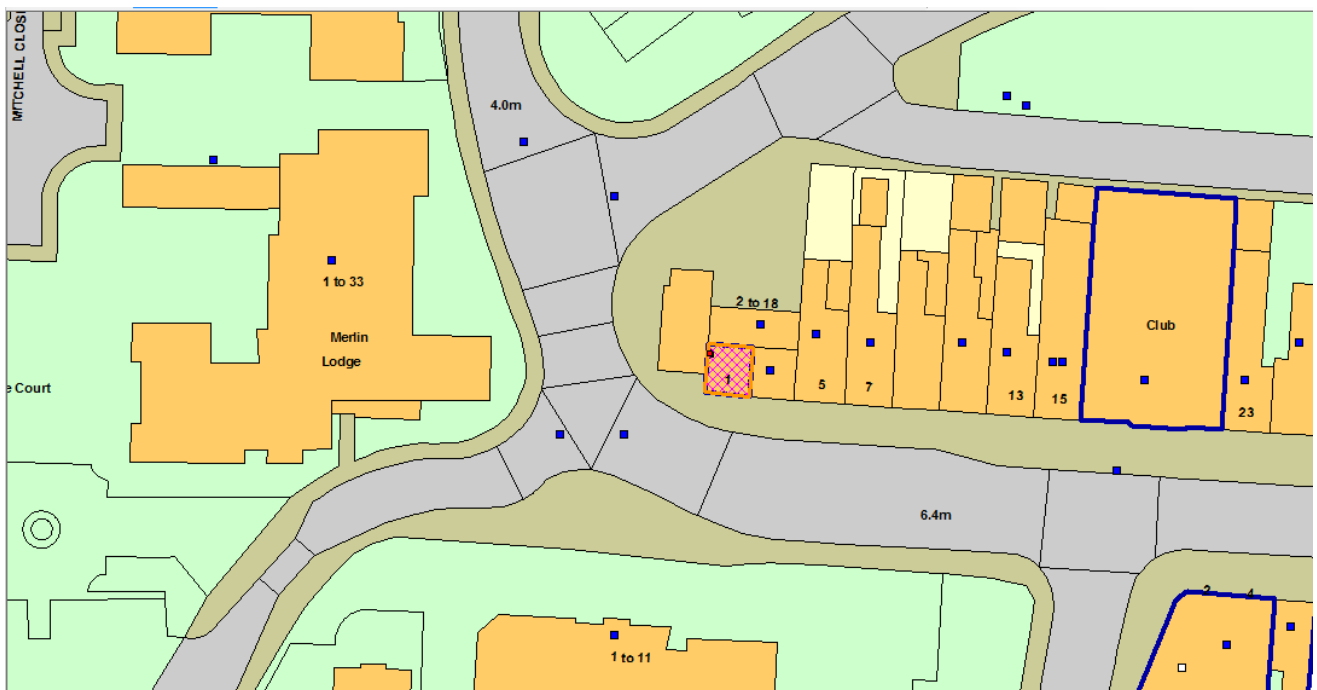 MITCHELL CLOSE
4.0m
1 to 33
Merlin
Lodge
e Court
2 to 18
1
5
7
13
15
Club
23
6.4m
2
4
1 to 11